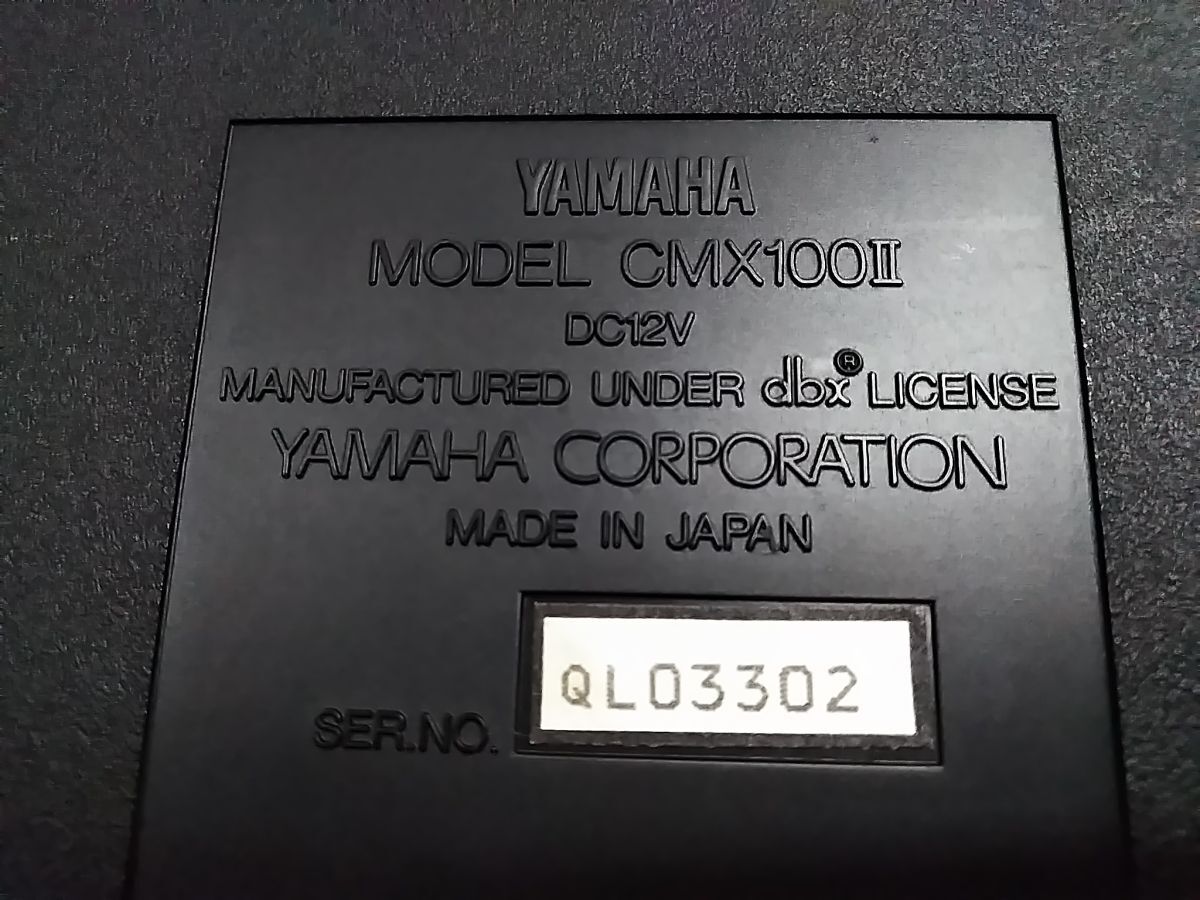 YAMAHA
MODEL CMX100Ⅱ
DC12V
MANUFACTURED UNDER dbx® LICENSE
YAMAHA CORPORATION
MADE IN JAPAN
SER.NO. QL03302